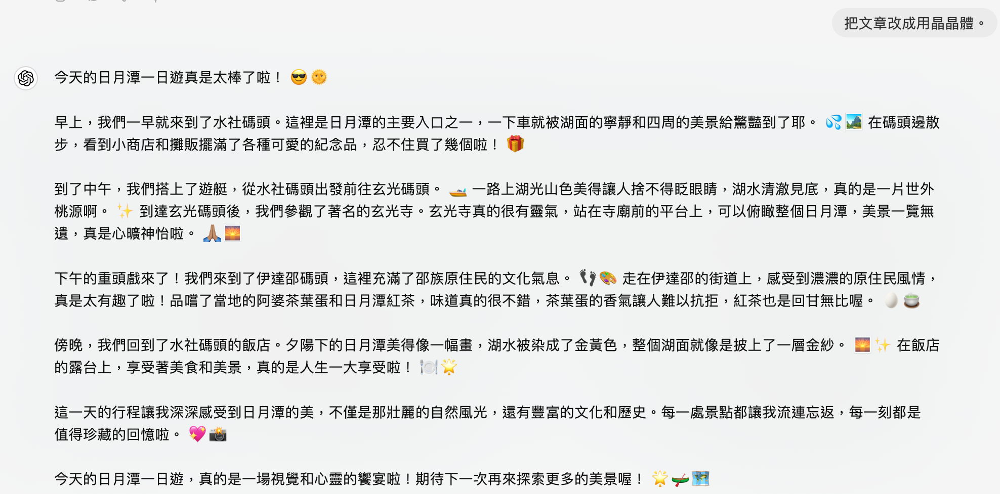 把文章改成用晶晶體。
今天的日月潭一日遊真是太棒了啦！ 😎🌞
早上，我們一早就來到了水社碼頭。這裡是日月潭的主要入口之一，一下車就被湖面的寧靜和四周的美景給驚豔到了耶。 💦🏞️ 在碼頭邊散
步，看到小商店和攤販擺滿了各種可愛的紀念品，忍不住買了幾個啦！ 🎁
到了中午，我們搭上了遊艇，從水社碼頭出發前往玄光碼頭。 🚤 一路上湖光山色美得讓人捨不得眨眼睛，湖水清澈見底，真的是一片世外
桃源啊。 ✨ 到達玄光碼頭後，我們參觀了著名的玄光寺。玄光寺真的很有靈氣，站在寺廟前的平台上，可以俯瞰整個日月潭，美景一覽無
遺，真是心曠神怡啦。 🙏🏽🌅
下午的重頭戲來了！我們來到了伊達邵碼頭，這裡充滿了邵族原住民的文化氣息。 👣🎨 走在伊達邵的街道上，感受到濃濃的原住民風情，
真是太有趣了啦！品嚐了當地的阿婆茶葉蛋和日月潭紅茶，味道真的很不錯，茶葉蛋的香氣讓人難以抗拒，紅茶也是回甘無比喔。 🥚🍵
傍晚，我們回到了水社碼頭的飯店。夕陽下的日月潭美得像一幅畫，湖水被染成了金黃色，整個湖面就像是披上了一層金紗。 🌅✨ 在飯店
的露台上，享受著美食和美景，真的是人生一大享受啦！ 🍽️🌟
這一天的行程讓我深深感受到日月潭的美，不僅是那壯麗的自然風光，還有豐富的文化和歷史。每一處景點都讓我流連忘返，每一刻都是
值得珍藏的回憶啦。 💖📸
今天的日月潭一日遊，真的是一場視覺和心靈的饗宴啦！期待下一次再來探索更多的美景喔！ 🌟🛶🗺️